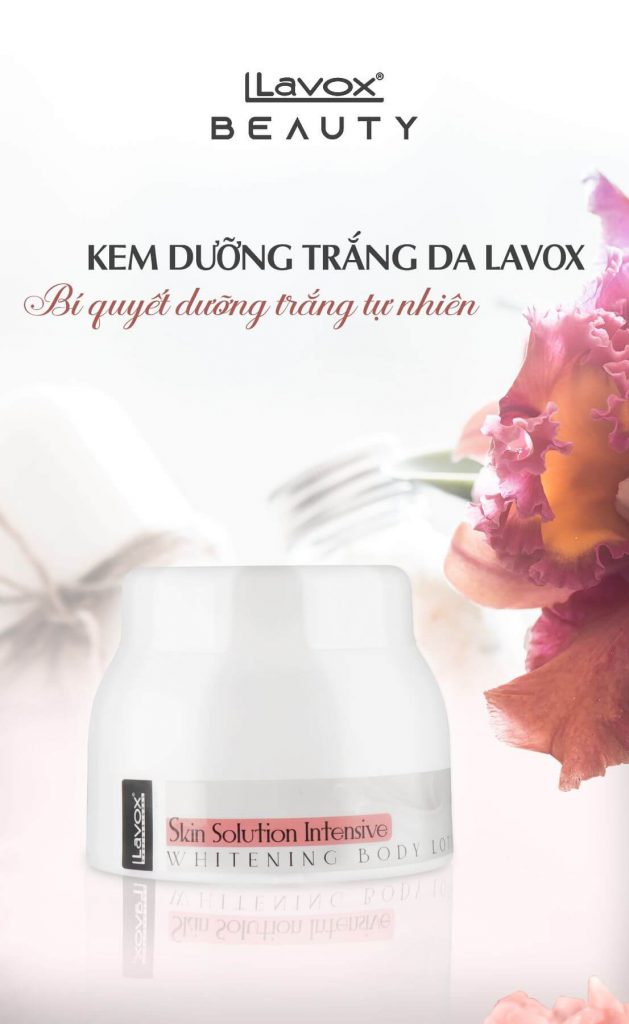 Lavox®
BEAUTY
KEM DƯỠNG TRẮNG DA LAVOX
Bí quyết dưỡng trắng tự nhiên
Lavox
Skin Solution Intensive
WHITENING BODY LOT